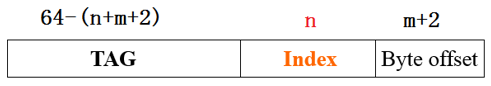 64-(n+m+2) n m+2
TAG Index Byte offset